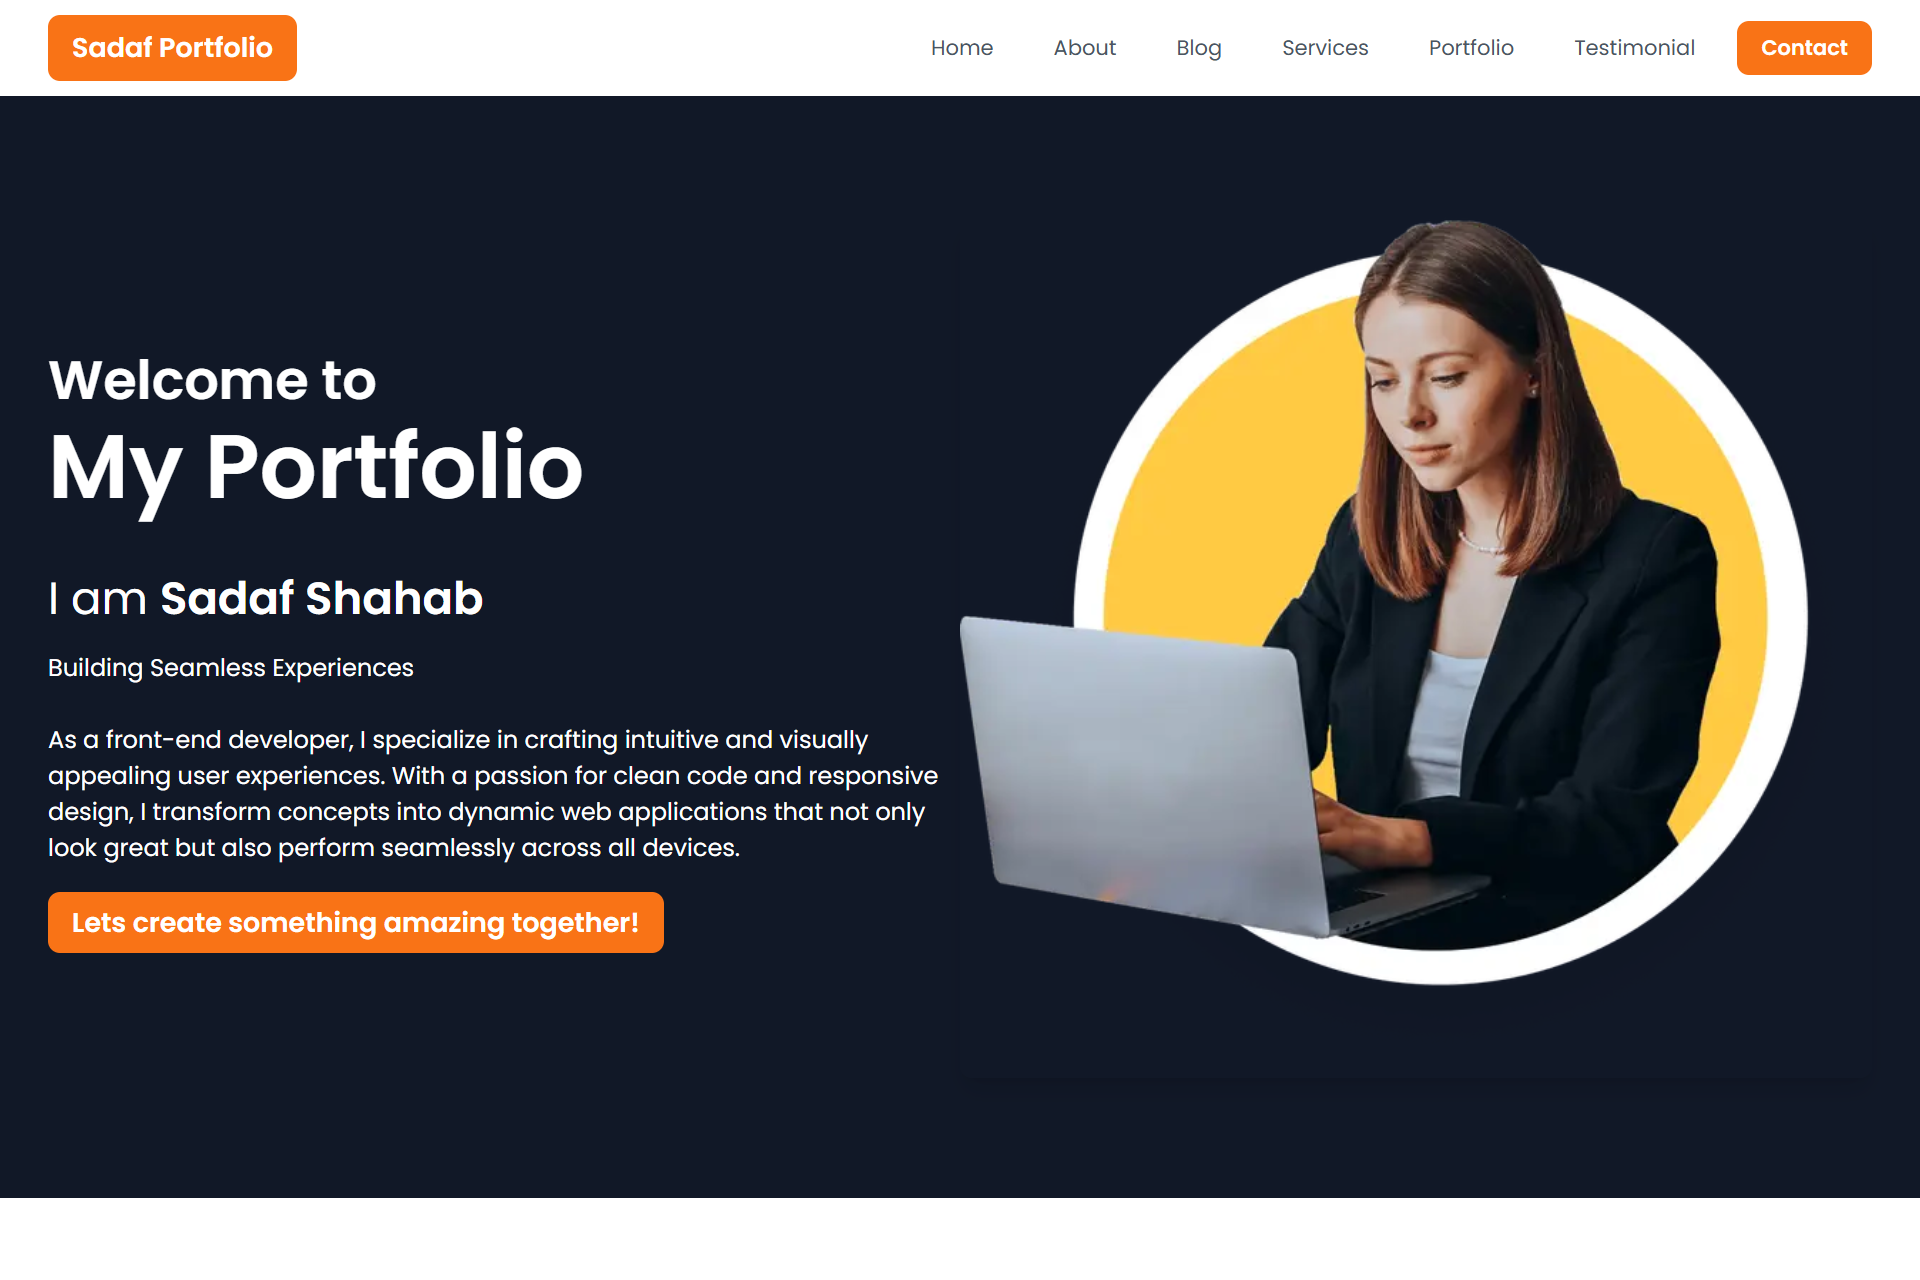 Sadaf Portfolio
Home
About
Blog
Services
Portfolio
Testimonial
Contact
Welcome to
My Portfolio
I am Sadaf Shahab
Building Seamless Experiences
As a front-end developer, I specialize in crafting intuitive and visually
appealing user experiences. With a passion for clean code and responsive
design, I transform concepts into dynamic web applications that not only
look great but also perform seamlessly across all devices.
Lets create something amazing together!